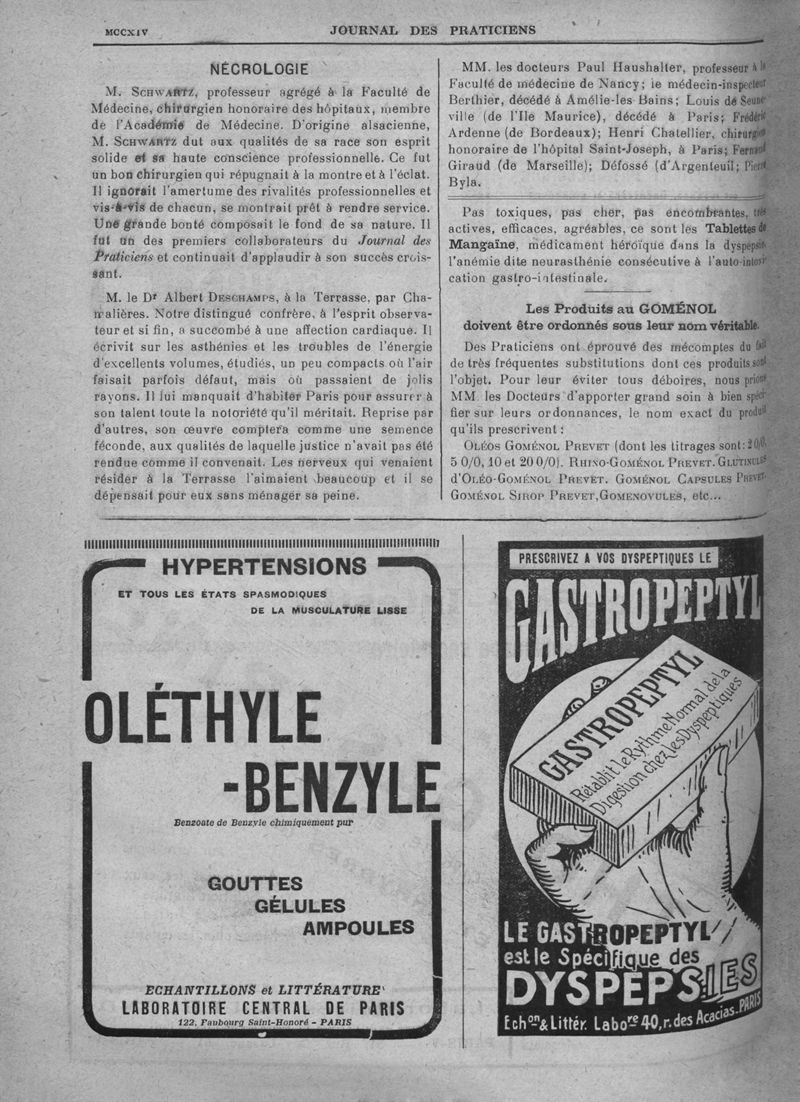 MCCXIV
JOURNAL DES PRATICIENS
NÉCROLOGIE
M. SCHWARTZ, professeur agrégé à la Faculté de
Médecine, chirurgien honoraire des hôpitaux, membre
de l'Académie de Médecine. D'origine alsacienne,
M. SCHWARTZ dut aux qualités de sa race son esprit
solide et sa haute conscience professionnelle. Ce fut
un bon chirurgien qui répugnait à la montre et à l'éclat.
Il ignorait l'amertume des rivalités professionnelles et
vis-à-vis de chacun, se montrait prêt à rendre service.
Une grande bonté composait le fond de sa nature. Il
fut un des premiers collaborateurs du Journal des
Praticiens et continuait d'applaudir à son succès crois-
sant.
M. le Dr Albert DESCHAMPS, à la Terrasse, par Cha-
malières. Notre distingué confrère, à l'esprit observa-
teur et si fin, a succombé à une affection cardiaque. Il
écrivit sur les asthénies et les troubles de l'énergie
d'excellents volumes, étudiés, un peu compacts où l'air
faisait parfois défaut, mais où passaient de jolis
rayons. Il lui manquait d'habiter Paris pour assurer à
son talent toute la notoriété qu'il méritait. Reprise par
d'autres, son œuvre comptera comme une semence
féconde, aux qualités de laquelle justice n'avait pas été
rendue comme il convenait. Les nerveux qui venaient
résider à la Terrasse l'aimaient beaucoup et il se
dépensait pour eux sans ménager sa peine.
MM. les docteurs Paul Haushalter, professeur à la
Faculté de médecine de Nancy; le médecin-inspecteur
Berthier, décédé à Amélie-les Bains; Louis de Seune-
ville (de l'Ile Maurice), décédé à Paris; Frédéric
Ardenne (de Bordeaux); Henri Chatellier, chirurgien
honoraire de l'hôpital Saint-Joseph, à Paris; Fernand
Giraud (de Marseille); Défossé (d'Argenteuil; Pierre
Byla.
Pas toxiques, pas cher, pas encombrantes, très
actives, efficaces, agréables, ce sont les Tablettes de
Mangaïne, médicament héroïque dans la dyspepsie
l'anémie dite neurasthénie consécutive à l'auto-intoxi-
cation gastro-intestinale.
Les Produits au GOMÉNOL
doivent être ordonnés sous leur nom véritable.
Des Praticiens ont éprouvé des mécomptes du fait
de très fréquentes substitutions dont ces produits sont
l'objet. Pour leur éviter tous déboires, nous prions
MM. les Docteurs d'apporter grand soin à bien spéci-
fier sur leurs ordonnances, le nom exact du produit
qu'ils prescrivent :
OLÉOS GOMÉNOL PREVET (dont les titrages sont: 2 0/0,
5 0/0, 10 et 20 0/0). RHINO-GOMÉNOL PREVET. GLUTINULES
d'OLÉO-GOMÉNOL PREVET. GOMÉNOL CAPSULES PREVET.
GOMÉNOL SIROP PREVET, GOMENOVULES, etc...
HYPERTENSIONS
ET TOUS LES ÉTATS SPASMODIQUES
DE LA MUSCULATURE LISSE
OLÉTHYLE
-BENZYLE
Benzoate de Benzyle chimiquement pur
GOUTTES
GÉLULES
AMPOULES
ECHANTILLONS et LITTÉRATURE
LABORATOIRE CENTRAL DE PARIS
122, Faubourg Saint-Honoré - PARIS
PRESCRIVEZ A VOS DYSPEPTIQUES LE
GASTROPEPTYL
GASTROPEPTYL
Rétablit le Rythme Normal de la
Digestion chez les Dyspeptiques
LE GASTROPEPTYL
est le Spécifique des
DYSPEPSIES
Echon & Littér. Labore 40, r. des Acacias. PARIS